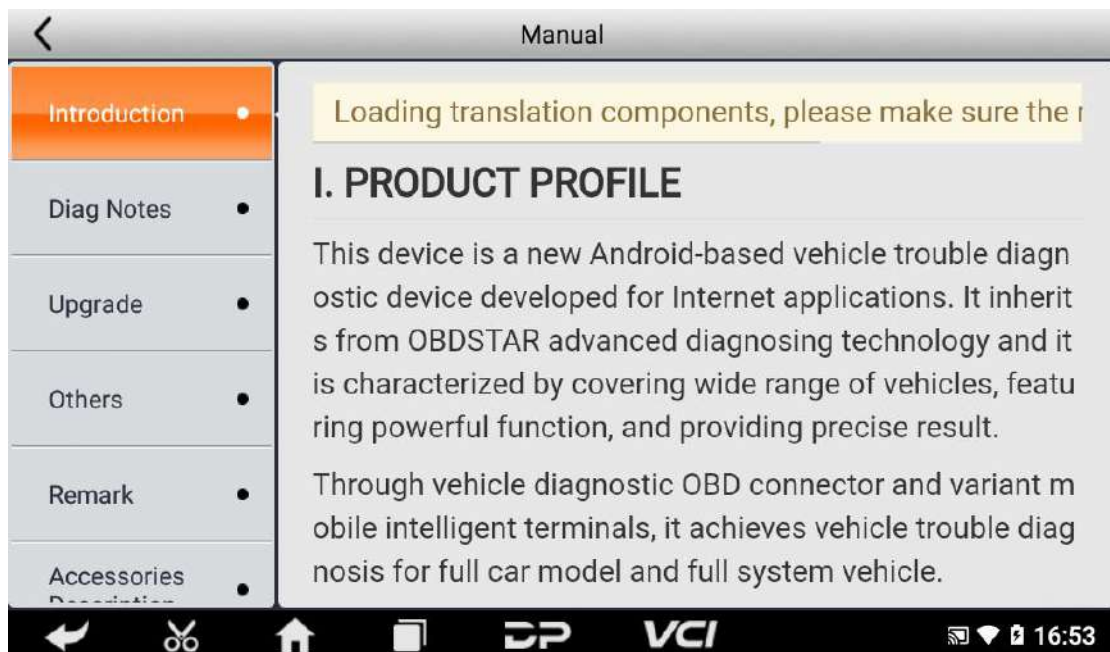 Manual
Introduction
Diag Notes
Upgrade
Others
Remark
Accessories
Description
Loading translation components, please make sure the
I. PRODUCT PROFILE
This device is a new Android-based vehicle trouble diagn
ostic device developed for Internet applications. It inherit
s from OBDSTAR advanced diagnosing technology and it
is characterized by covering wide range of vehicles, featu
ring powerful function, and providing precise result.
Through vehicle diagnostic OBD connector and variant m
obile intelligent terminals, it achieves vehicle trouble diag
nosis for full car model and full system vehicle.
DP VCI 16:53